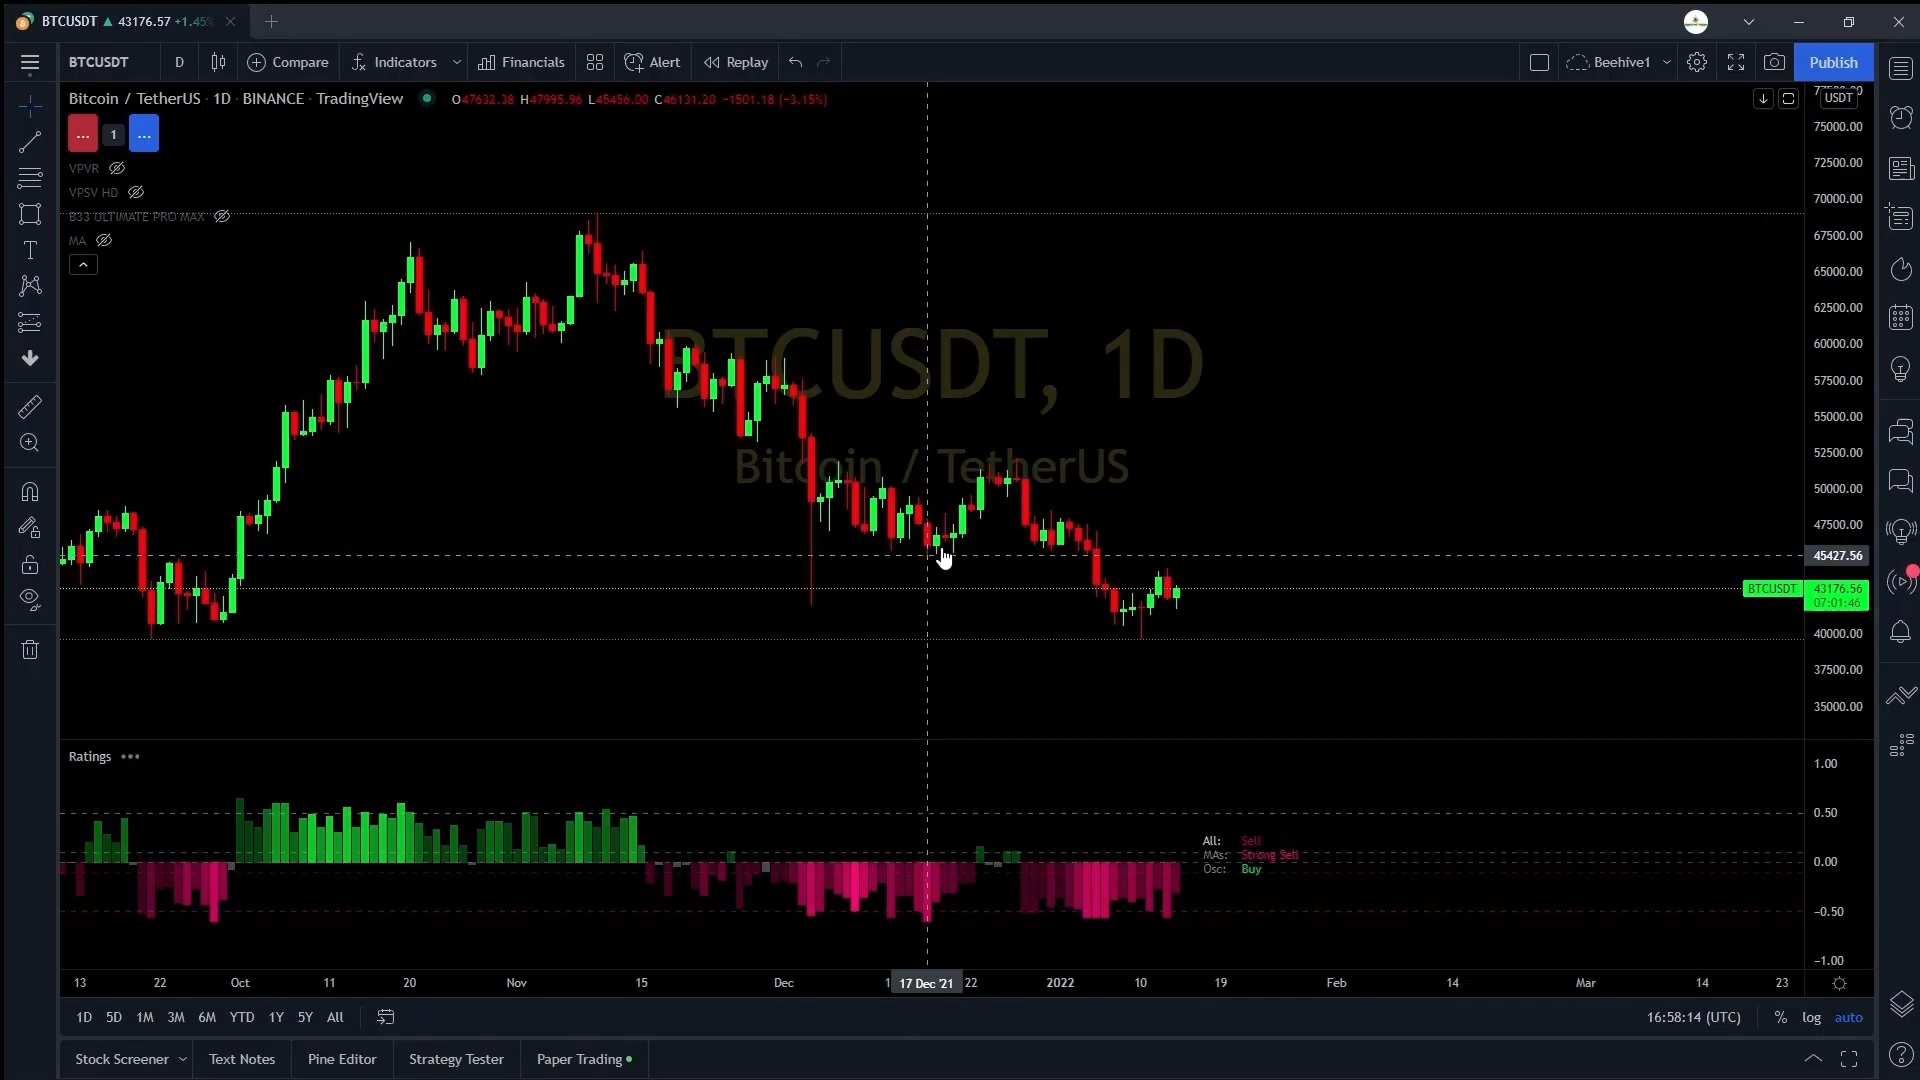 BTCUSDT ▲ 43176.57 +1.45%
BTCUSDT D Compare Indicators Financials Alert Replay Beehive1 Publish
Bitcoin / TetherUS · 1D · BINANCE · TradingView O47632.38 H47995.96 L45456.00 C46131.20 −1501.18 (−3.15%)
USDT
... 1 ...
VPVR
VPSV HD
B33 ULTIMATE PRO MAX
MA
BTCUSDT, 1D
Bitcoin / TetherUS
77500.00
75000.00
72500.00
70000.00
67500.00
65000.00
62500.00
60000.00
57500.00
55000.00
52500.00
50000.00
47500.00
45427.56
BTCUSDT 43176.56
07:01:46
40000.00
37500.00
35000.00
Ratings
1.00
0.50
0.00
−0.50
−1.00
All: Sell
MAs: Strong Sell
Osc: Buy
13 22 Oct 11 20 Nov 15 Dec 1 17 Dec '21 22 2022 10 19 Feb 14 Mar 14 23
1D 5D 1M 3M 6M YTD 1Y 5Y All 16:58:14 (UTC) % log auto
Stock Screener Text Notes Pine Editor Strategy Tester Paper Trading